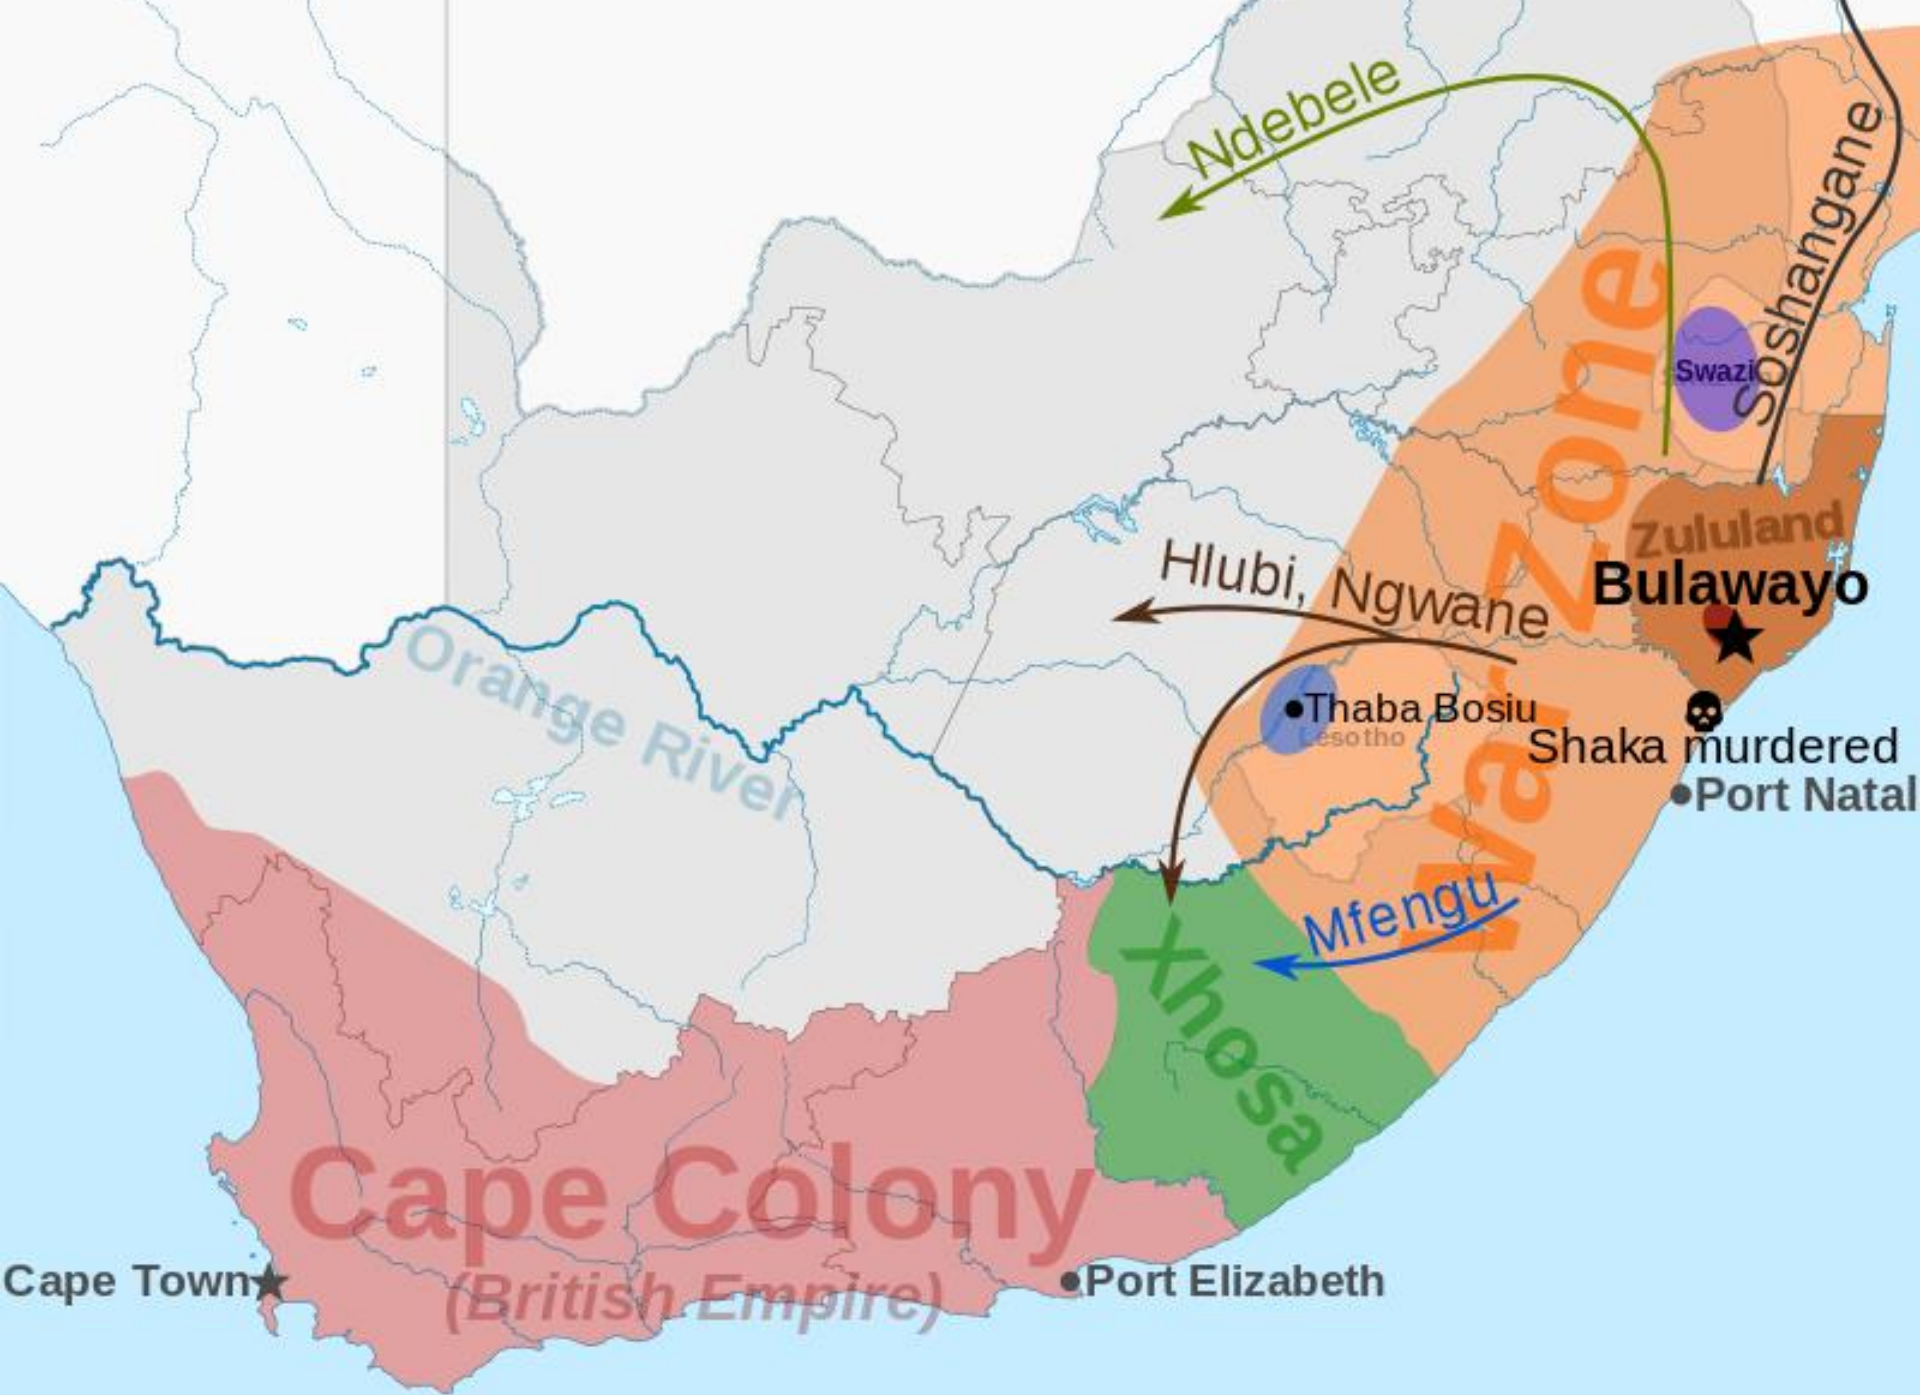 Ndebele
Soshangane
War zone
Swazi
Zululand
Bulawayo
Hlubi, Ngwane
Orange River
Thaba Bosiu
Lesotho
Shaka murdered
Port Natal
Mfengu
Xhosa
Cape Colony
(British Empire)
Cape Town
Port Elizabeth